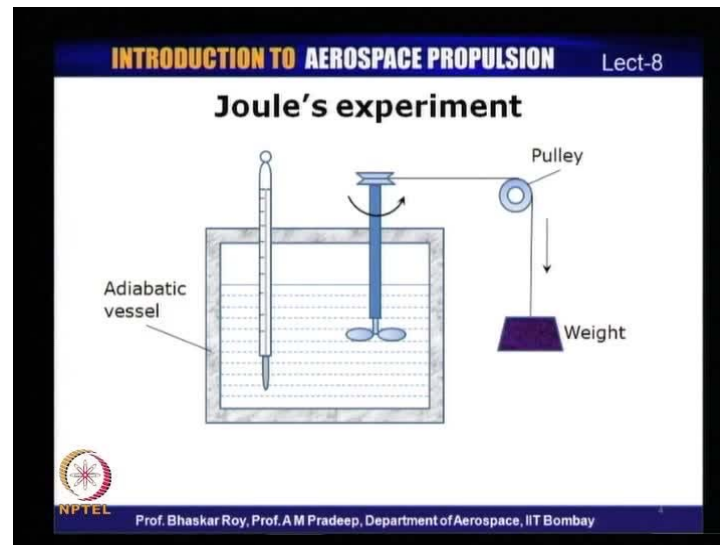 INTRODUCTION TO AEROSPACE PROPULSION Lect-8
Joule's experiment
Pulley
Adiabatic
vessel
Weight
NPTEL
Prof. Bhaskar Roy, Prof. A M Pradeep, Department of Aerospace, IIT Bombay
4